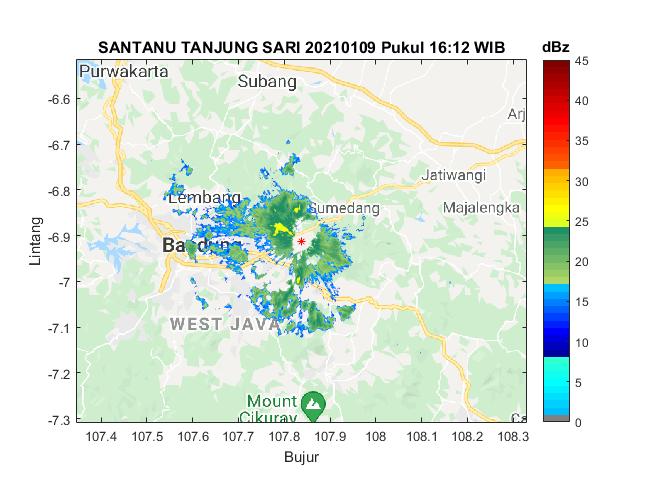 SANTANU TANJUNG SARI 20210109 Pukul 16:12 WIB
dBz
Purwakarta
Subang
Arj
Jatiwangi
Lembang
Sumedang
Majalengka
Bandung
WEST JAVA
Mount
Cikuray
-6.6
-6.7
-6.8
-6.9
-7
-7.1
-7.2
-7.3
Lintang
107.4 107.5 107.6 107.7 107.8 107.9 108 108.1 108.2 108.3
Bujur
45
40
35
30
25
20
15
10
5
0